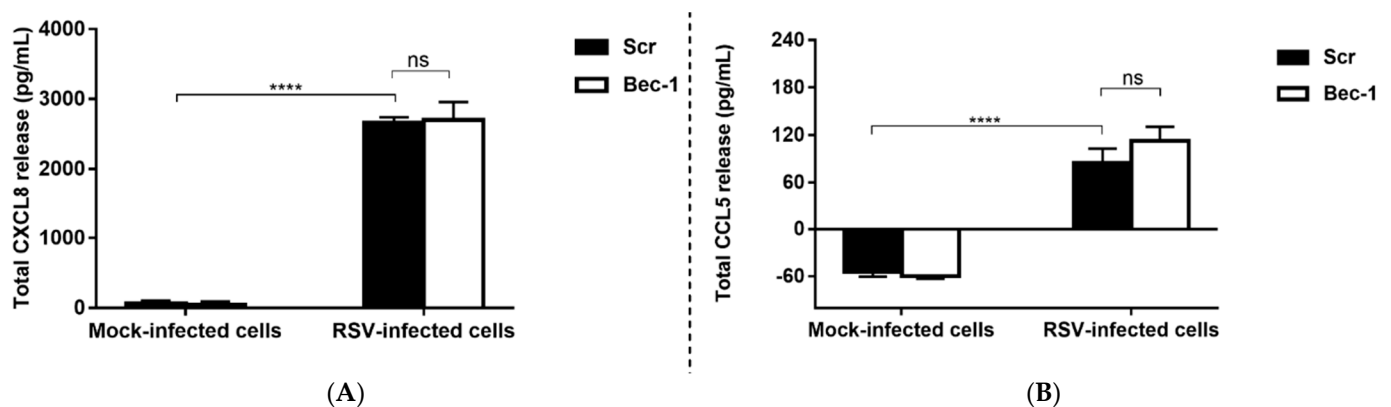 Total CXCL8 release (pg/mL)
4000
3000
2000
1000
0
****
ns
Scr
Bec-1
Mock-infected cells
RSV-infected cells
(A)
Total CCL5 release (pg/mL)
240
180
120
60
0
-60
****
ns
Scr
Bec-1
Mock-infected cells
RSV-infected cells
(B)